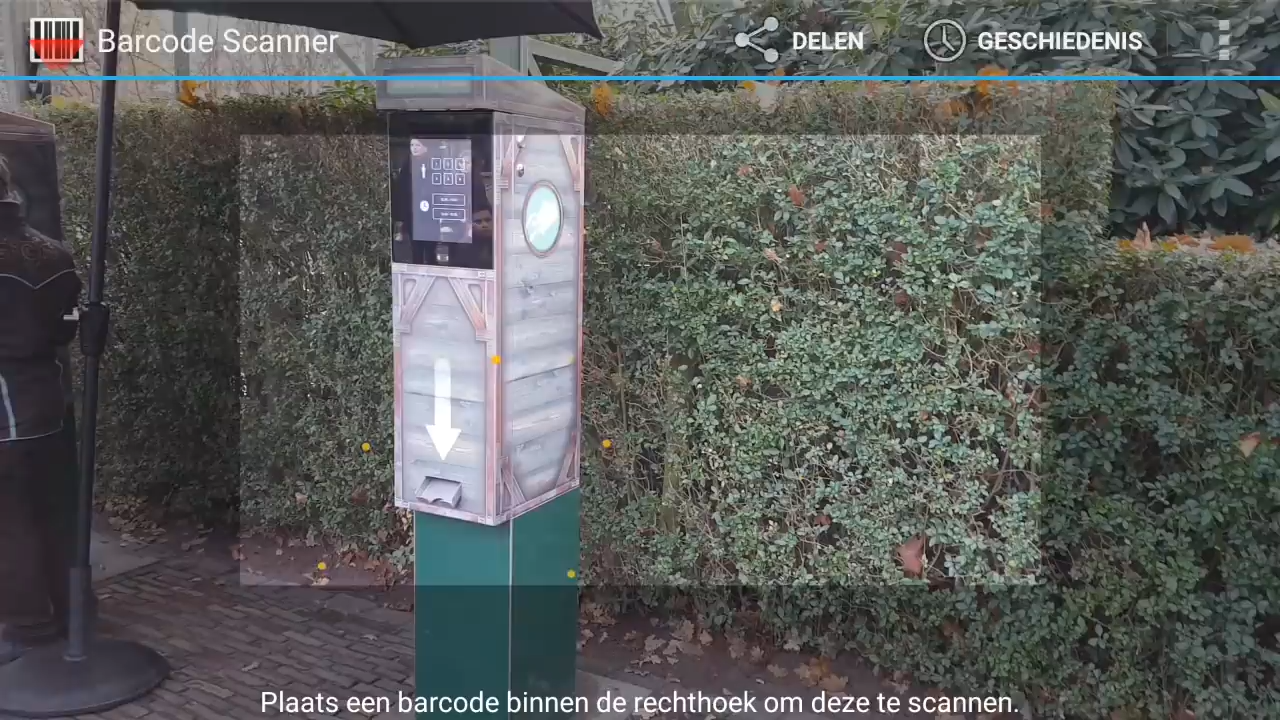 Barcode Scanner
DELEN
GESCHIEDENIS
Plaats een barcode binnen de rechthoek om deze te scannen.